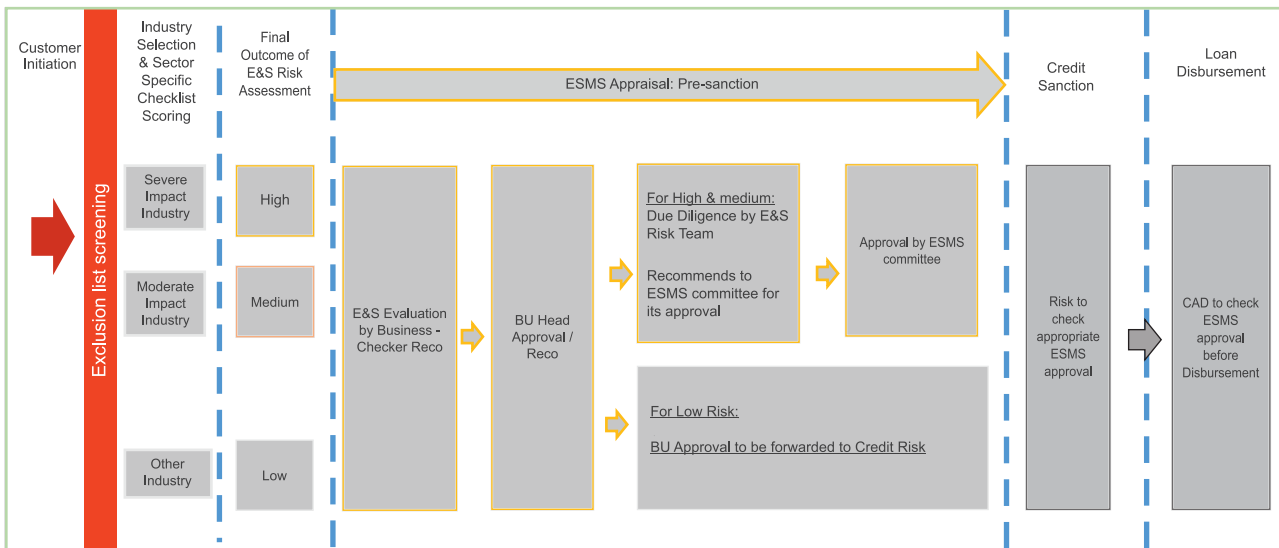 Customer
Initiation
Exclusion list screening
Industry
Selection
& Sector
Specific
Checklist
Scoring
Final
Outcome of
E&S Risk
Assessment
ESMS Appraisal: Pre-sanction
Credit
Sanction
Loan
Disbursement
Severe
Impact
Industry
High
Moderate
Impact
Industry
Medium
Other
Industry
Low
E&S Evaluation
by Business -
Checker Reco
BU Head
Approval /
Reco
For High & medium:
Due Diligence by E&S
Risk Team
Recommends to
ESMS committee for
its approval
Approval by ESMS
committee
For Low Risk:
BU Approval to be forwarded to Credit Risk
Risk to
check
appropriate
ESMS
approval
CAD to check
ESMS
approval
before
Disbursement